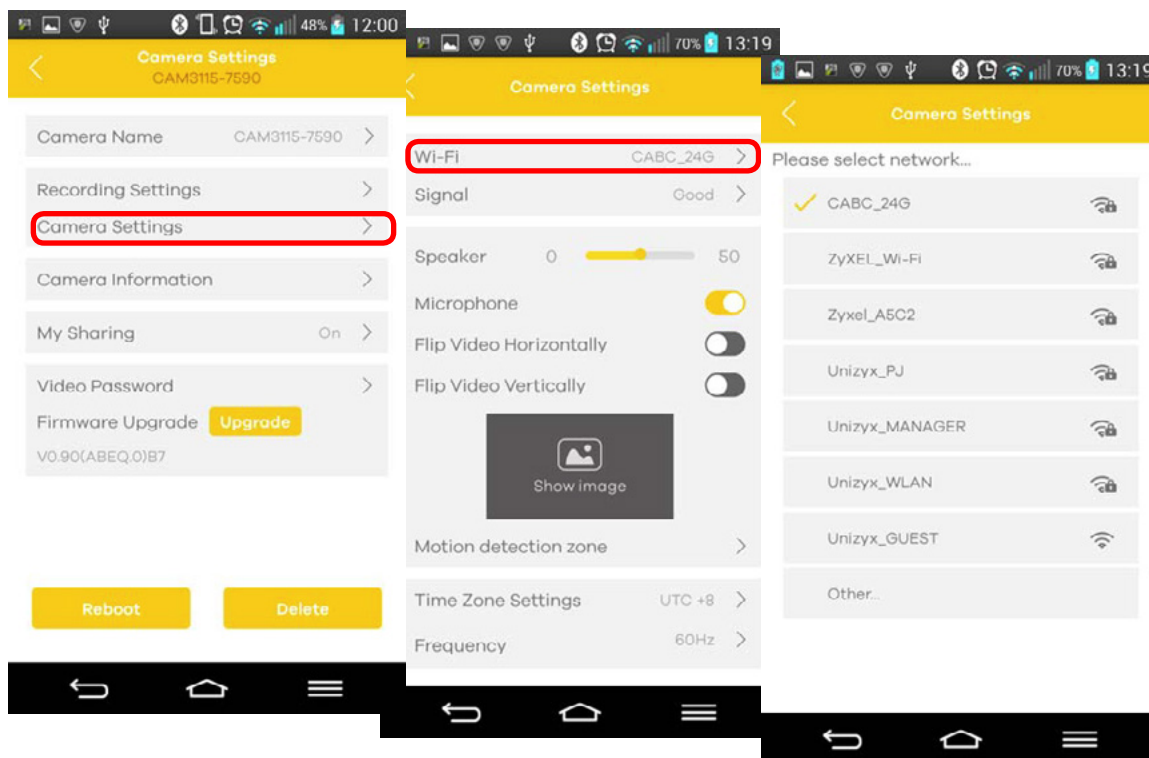 48% 12:00
Camera Settings
CAM3115-7590
Camera Name CAM3115-7590
Recording Settings
Camera Settings
Camera Information
My Sharing On
Video Password
Firmware Upgrade Upgrade
V0.90(ABEQ.0)B7
Reboot Delete
70% 13:19
Camera Settings
Wi-Fi CABC_24G
Signal Good
Speaker 0 50
Microphone
Flip Video Horizontally
Flip Video Vertically
Show image
Motion detection zone
Time Zone Settings UTC +8
Frequency 60Hz
70% 13:19
Camera Settings
Please select network...
CABC_24G
ZyXEL_Wi-Fi
Zyxel_A5C2
Unizyx_PJ
Unizyx_MANAGER
Unizyx_WLAN
Unizyx_GUEST
Other...